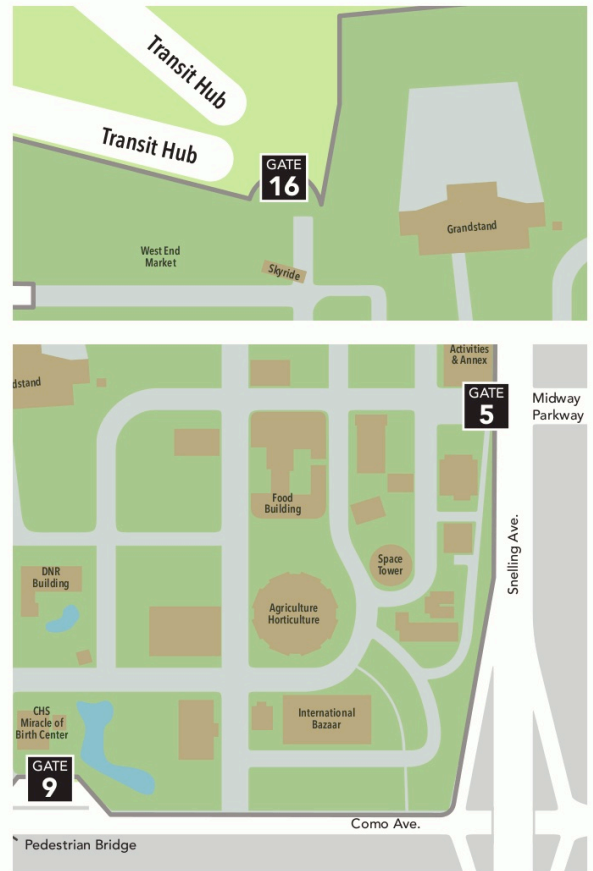 Transit Hub
Transit Hub
GATE
16
Grandstand
West End
Market
Skyride
Activities
& Annex
dstand
GATE
5
Midway
Parkway
Food
Building
Snelling Ave.
Space
Tower
DNR
Building
Agriculture
Horticulture
CHS
Miracle of
Birth Center
International
Bazaar
GATE
9
Como Ave.
Pedestrian Bridge